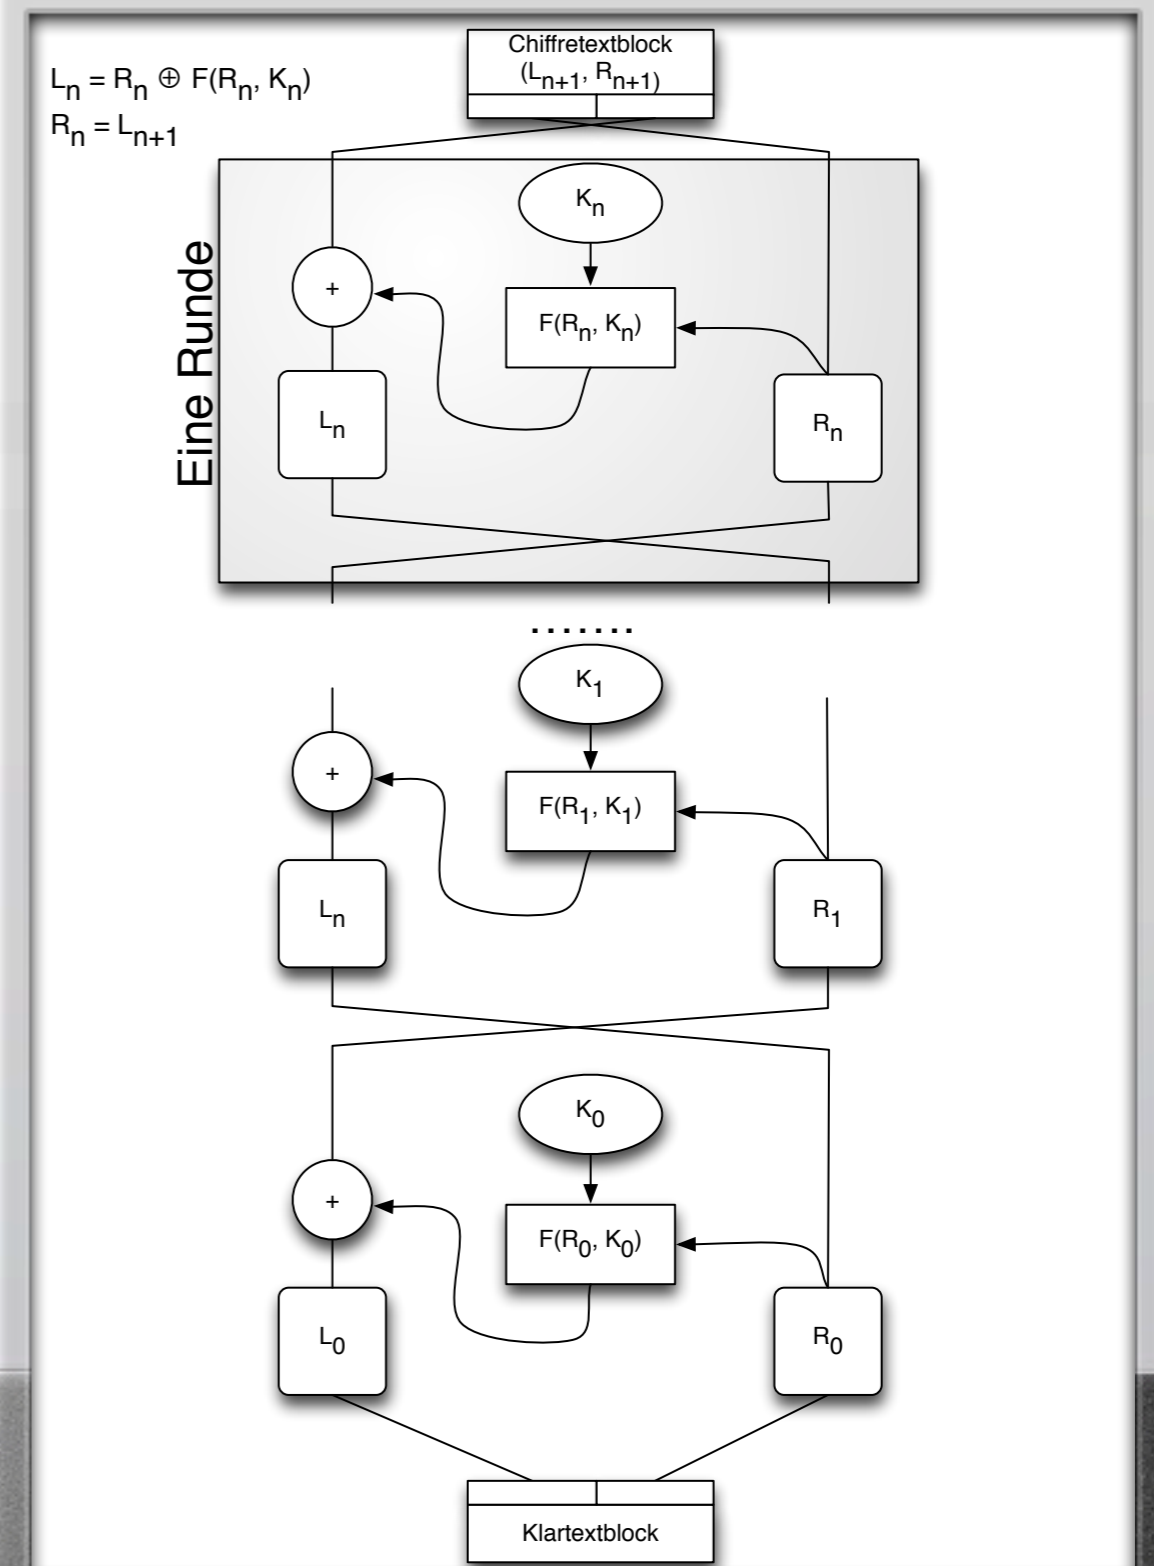 Chiffretextblock
(Ln+1, Rn+1)
Ln = Rn ⊕ F(Rn, Kn)
Rn = Ln+1
Eine Runde
Kn
+
F(Rn, Kn)
Ln
Rn
.......
K1
+
F(R1, K1)
Ln
R1
K0
+
F(R0, K0)
L0
R0
Klartextblock